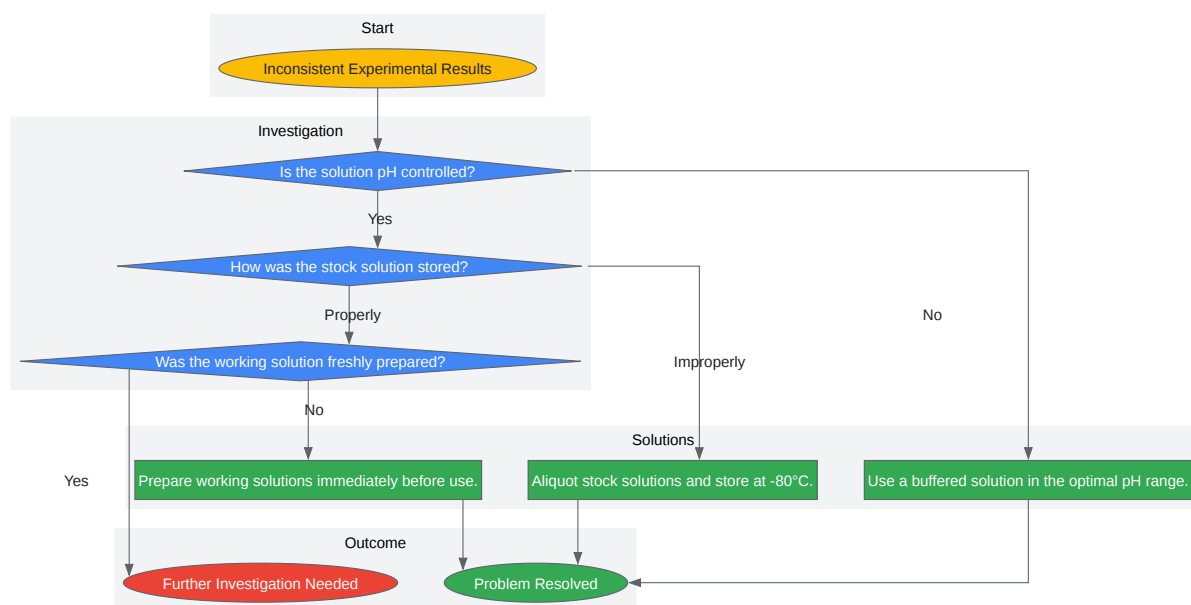 Start
Inconsistent Experimental Results
Investigation
Is the solution pH controlled?
Yes
How was the stock solution stored?
Properly
No
Was the working solution freshly prepared?
Improperly
No
Solutions
Yes
Prepare working solutions immediately before use.
Aliquot stock solutions and store at -80°C.
Use a buffered solution in the optimal pH range.
Outcome
Further Investigation Needed
Problem Resolved